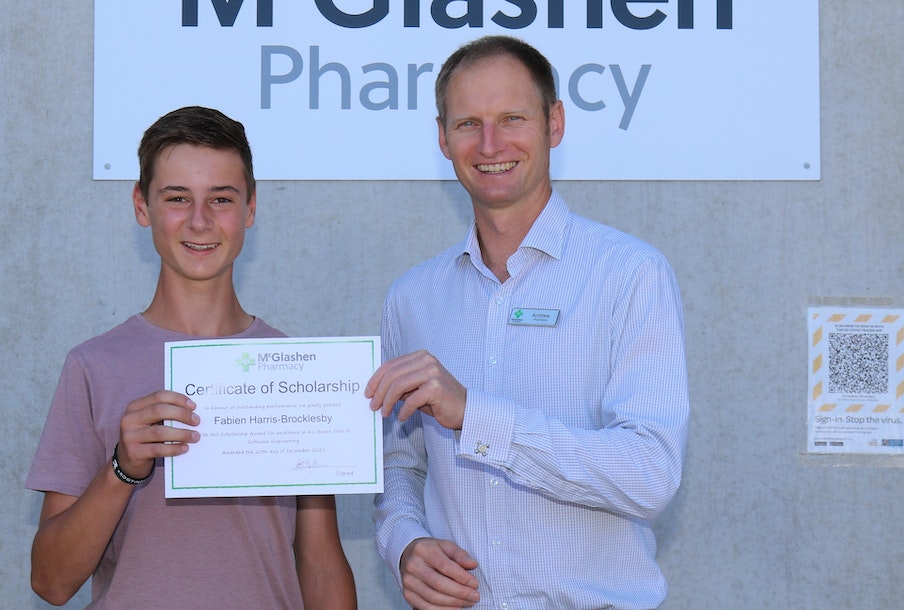 McGlashen
Pharmacy
McGlashen
Pharmacy
Certificate of Scholarship
In honour of outstanding performance we gladly present
Fabien Harris-Brocklesby
this Scholarship Award for excellence in his chosen field of
Software Engineering
Awarded the 20th day of December 2023
Signed
Andrew
Sign-in. Stop the virus.